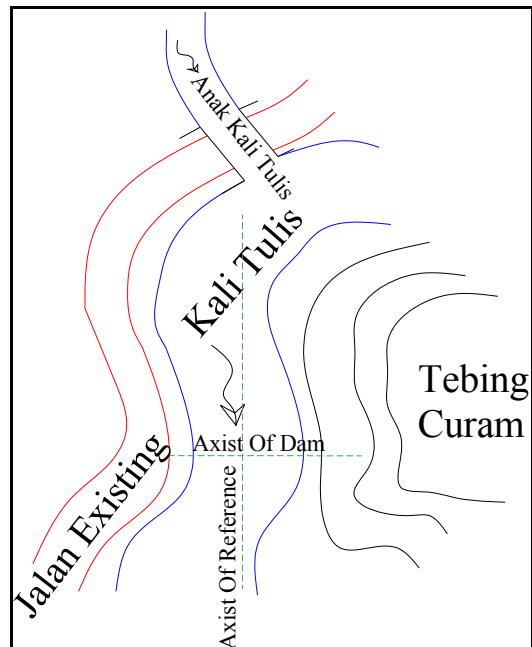 Anak Kali Tulis
Kali Tulis
Tebing
Curam
Axist Of Dam
Jalan Existing
Axist Of Reference